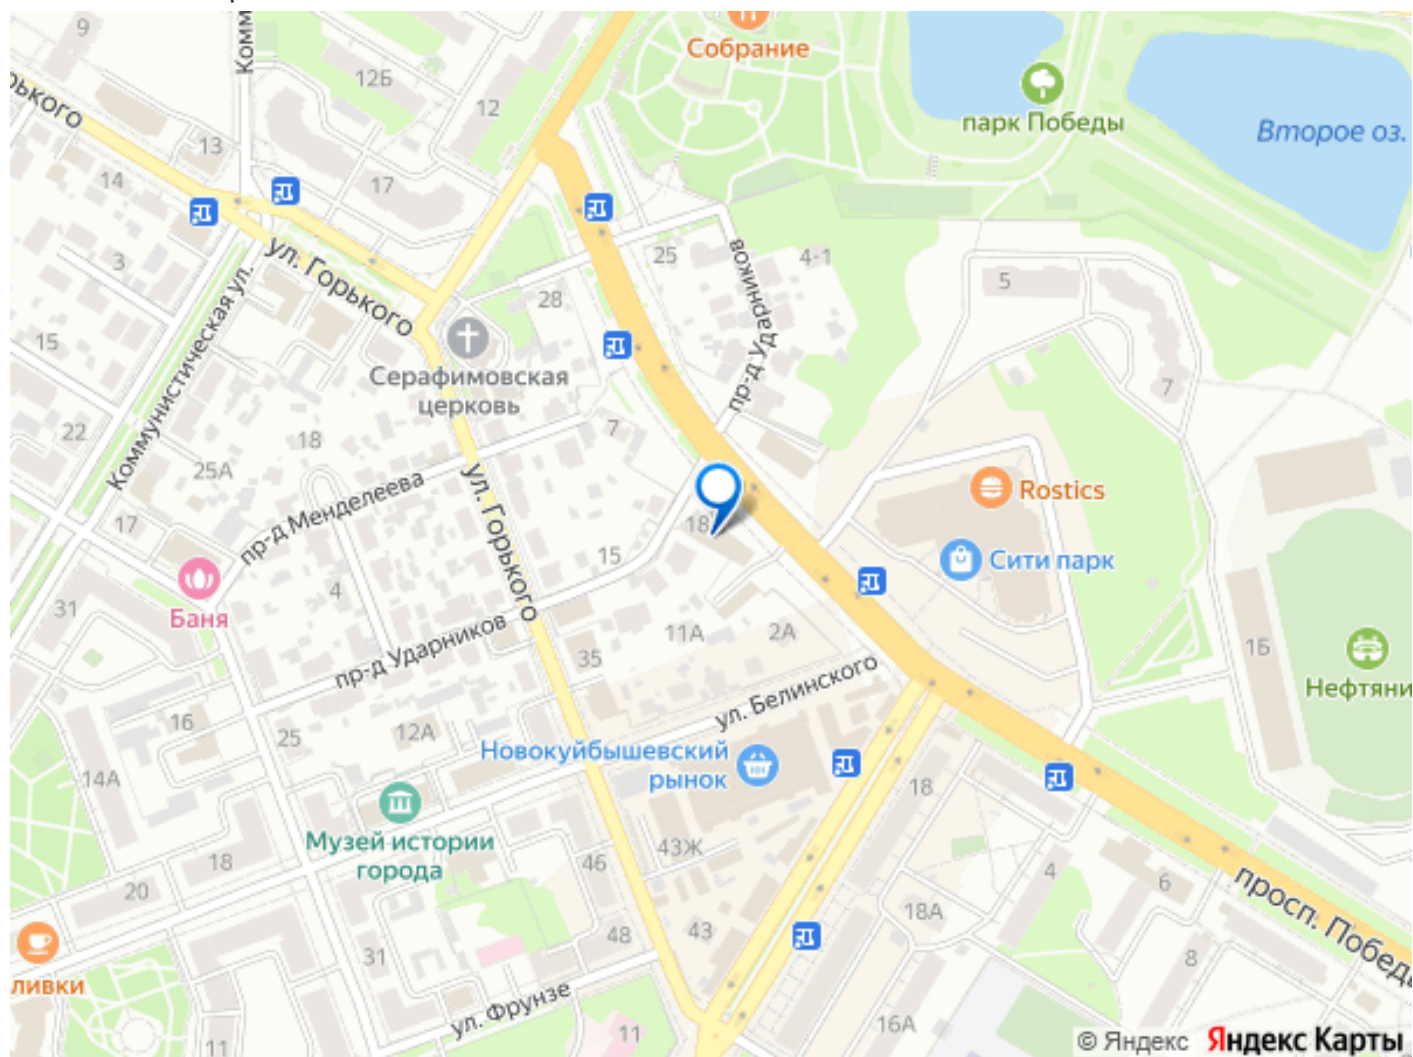 9
Комм
Собрание
12Б
12
парк Победы
Второе оз.
орького
13
14
17
ул. Горького
3
25
4-1
5
пр-д Ударников
28
Коммунистическая ул.
15
Серафимовская
церковь
7
7
22
18
25А
пр-д Менделеева
ул. Горького
Rostics
17
18
15
Сити парк
4
31
Баня
пр-д Ударников
11А
2А
1Б
35
ул. Белинского
Нефтяни
16
25
12А
Новокуйбышевский
рынок
14А
18
Музей истории
города
43Ж
46
18
20
4
6
просп. Победы
18А
48
43
31
8
ливки
ул. Фрунзе
11
16А
11
© Яндекс Яндекс Карты